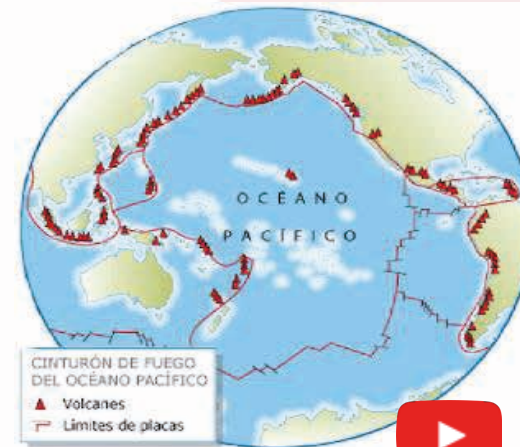 OCÉANO
PACÍFICO
CINTURÓN DE FUEGO
DEL OCÉANO PACÍFICO
Volcanes
Límites de placas